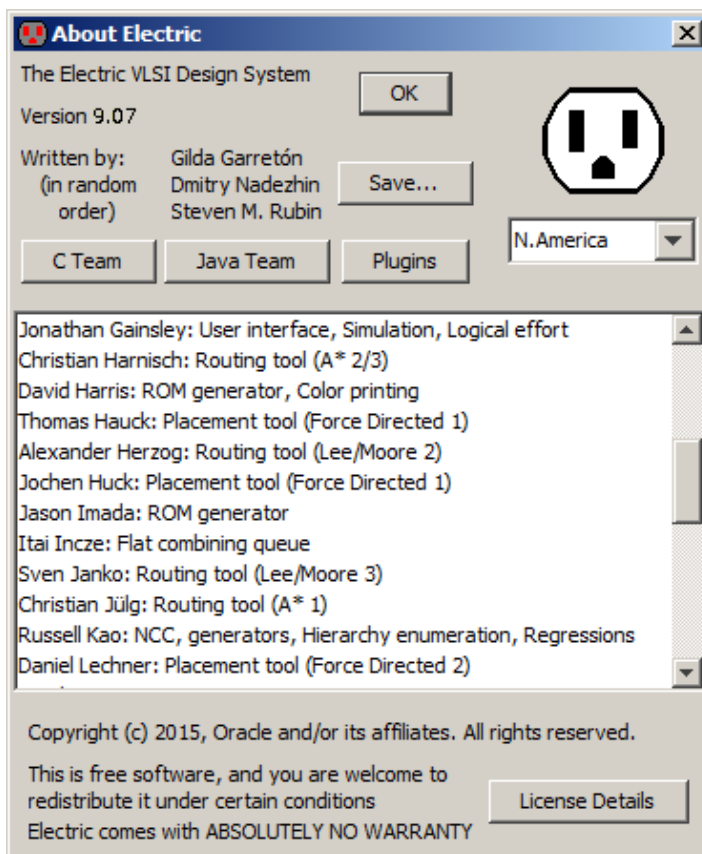 About Electric
The Electric VLSI Design System
OK
Version 9.07
Written by:
(in random
order)
Gilda Garretón
Dmitry Nadezhin
Steven M. Rubin
Save...
N.America
C Team
Java Team
Plugins
Jonathan Gainsley: User interface, Simulation, Logical effort
Christian Harnisch: Routing tool (A* 2/3)
David Harris: ROM generator, Color printing
Thomas Hauck: Placement tool (Force Directed 1)
Alexander Herzog: Routing tool (Lee/Moore 2)
Jochen Huck: Placement tool (Force Directed 1)
Jason Imada: ROM generator
Itai Incze: Flat combining queue
Sven Janko: Routing tool (Lee/Moore 3)
Christian Jülg: Routing tool (A* 1)
Russell Kao: NCC, generators, Hierarchy enumeration, Regressions
Daniel Lechner: Placement tool (Force Directed 2)
Copyright (c) 2015, Oracle and/or its affiliates. All rights reserved.
This is free software, and you are welcome to
redistribute it under certain conditions
Electric comes with ABSOLUTELY NO WARRANTY
License Details